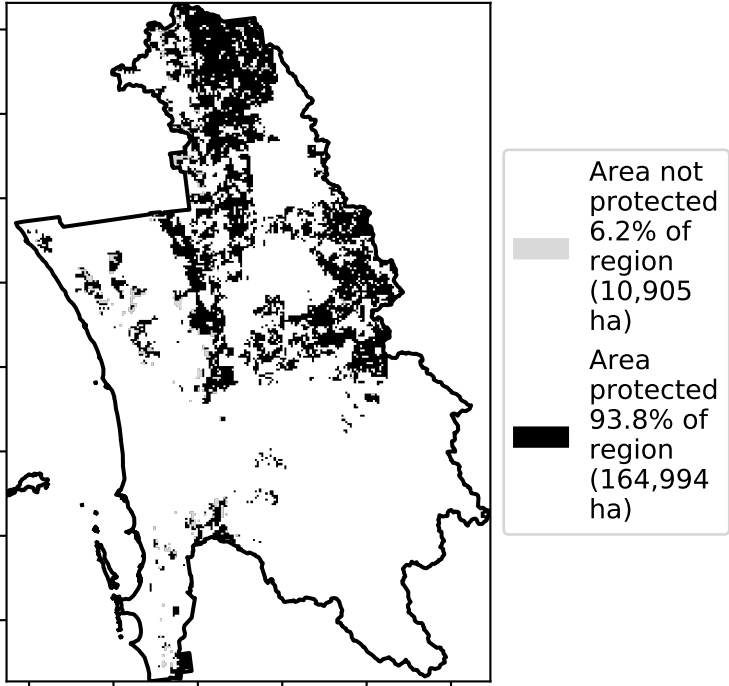 Area not
protected
6.2% of
region
(10,905
ha)
Area
protected
93.8% of
region
(164,994
ha)